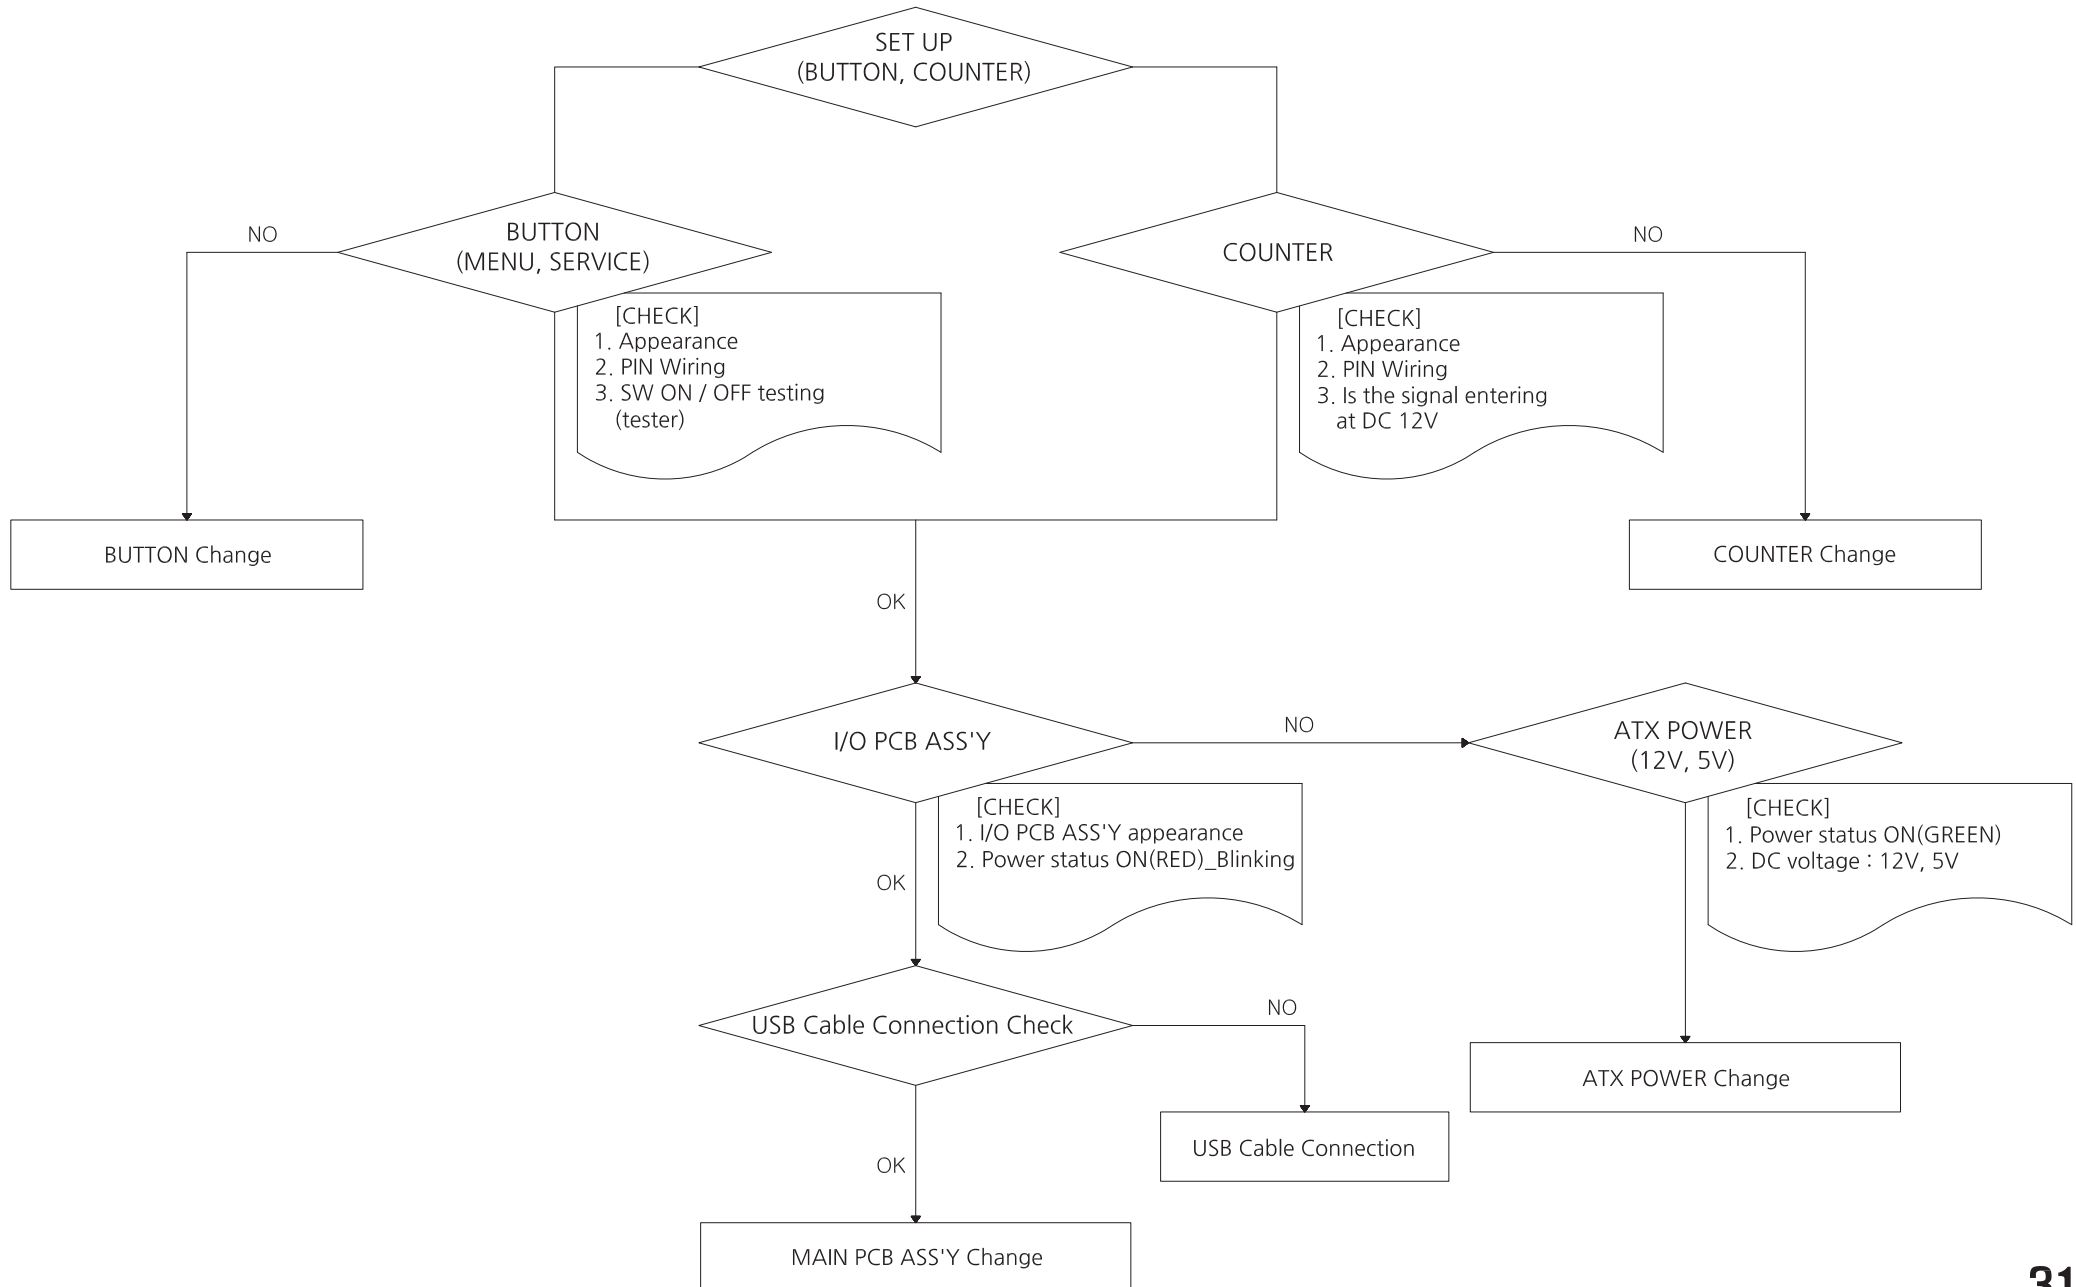 SET UP
(BUTTON, COUNTER)
NO
BUTTON
(MENU, SERVICE)
COUNTER
NO
[CHECK]
1. Appearance
2. PIN Wiring
3. SW ON / OFF testing
(tester)
[CHECK]
1. Appearance
2. PIN Wiring
3. Is the signal entering
at DC 12V
BUTTON Change
COUNTER Change
OK
I/O PCB ASS'Y
NO
ATX POWER
(12V, 5V)
[CHECK]
1. I/O PCB ASS'Y appearance
2. Power status ON(RED)_Blinking
[CHECK]
1. Power status ON(GREEN)
2. DC voltage : 12V, 5V
OK
USB Cable Connection Check
NO
ATX POWER Change
USB Cable Connection
OK
MAIN PCB ASS'Y Change
31